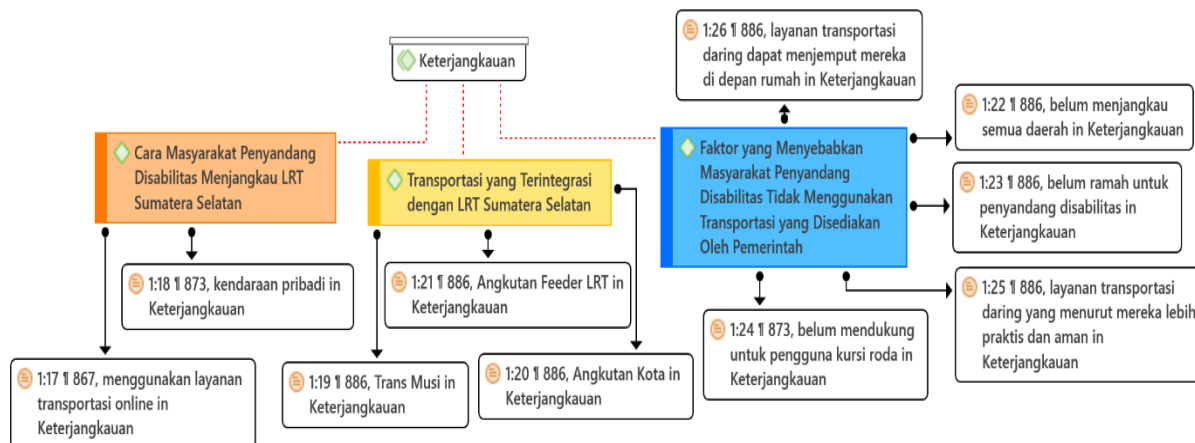 Keterjangkauan
1:26 ¶ 886, layanan transportasi
daring dapat menjemput mereka
di depan rumah in Keterjangkauan
Cara Masyarakat Penyandang
Disabilitas Menjangkau LRT
Sumatera Selatan
Transportasi yang Terintegrasi
dengan LRT Sumatera Selatan
Faktor yang Menyebabkan
Masyarakat Penyandang
Disabilitas Tidak Menggunakan
Transportasi yang Disediakan
Oleh Pemerintah
1:22 ¶ 886, belum menjangkau
semua daerah in Keterjangkauan
1:23 ¶ 886, belum ramah untuk
penyandang disabilitas in
Keterjangkauan
1:18 ¶ 873, kendaraan pribadi in
Keterjangkauan
1:21 ¶ 886, Angkutan Feeder LRT in
Keterjangkauan
1:25 ¶ 886, layanan transportasi
daring yang menurut mereka lebih
praktis dan aman in
Keterjangkauan
1:24 ¶ 873, belum mendukung
untuk pengguna kursi roda in
Keterjangkauan
1:17 ¶ 867, menggunakan layanan
transportasi online in
Keterjangkauan
1:19 ¶ 886, Trans Musi in
Keterjangkauan
1:20 ¶ 886, Angkutan Kota in
Keterjangkauan